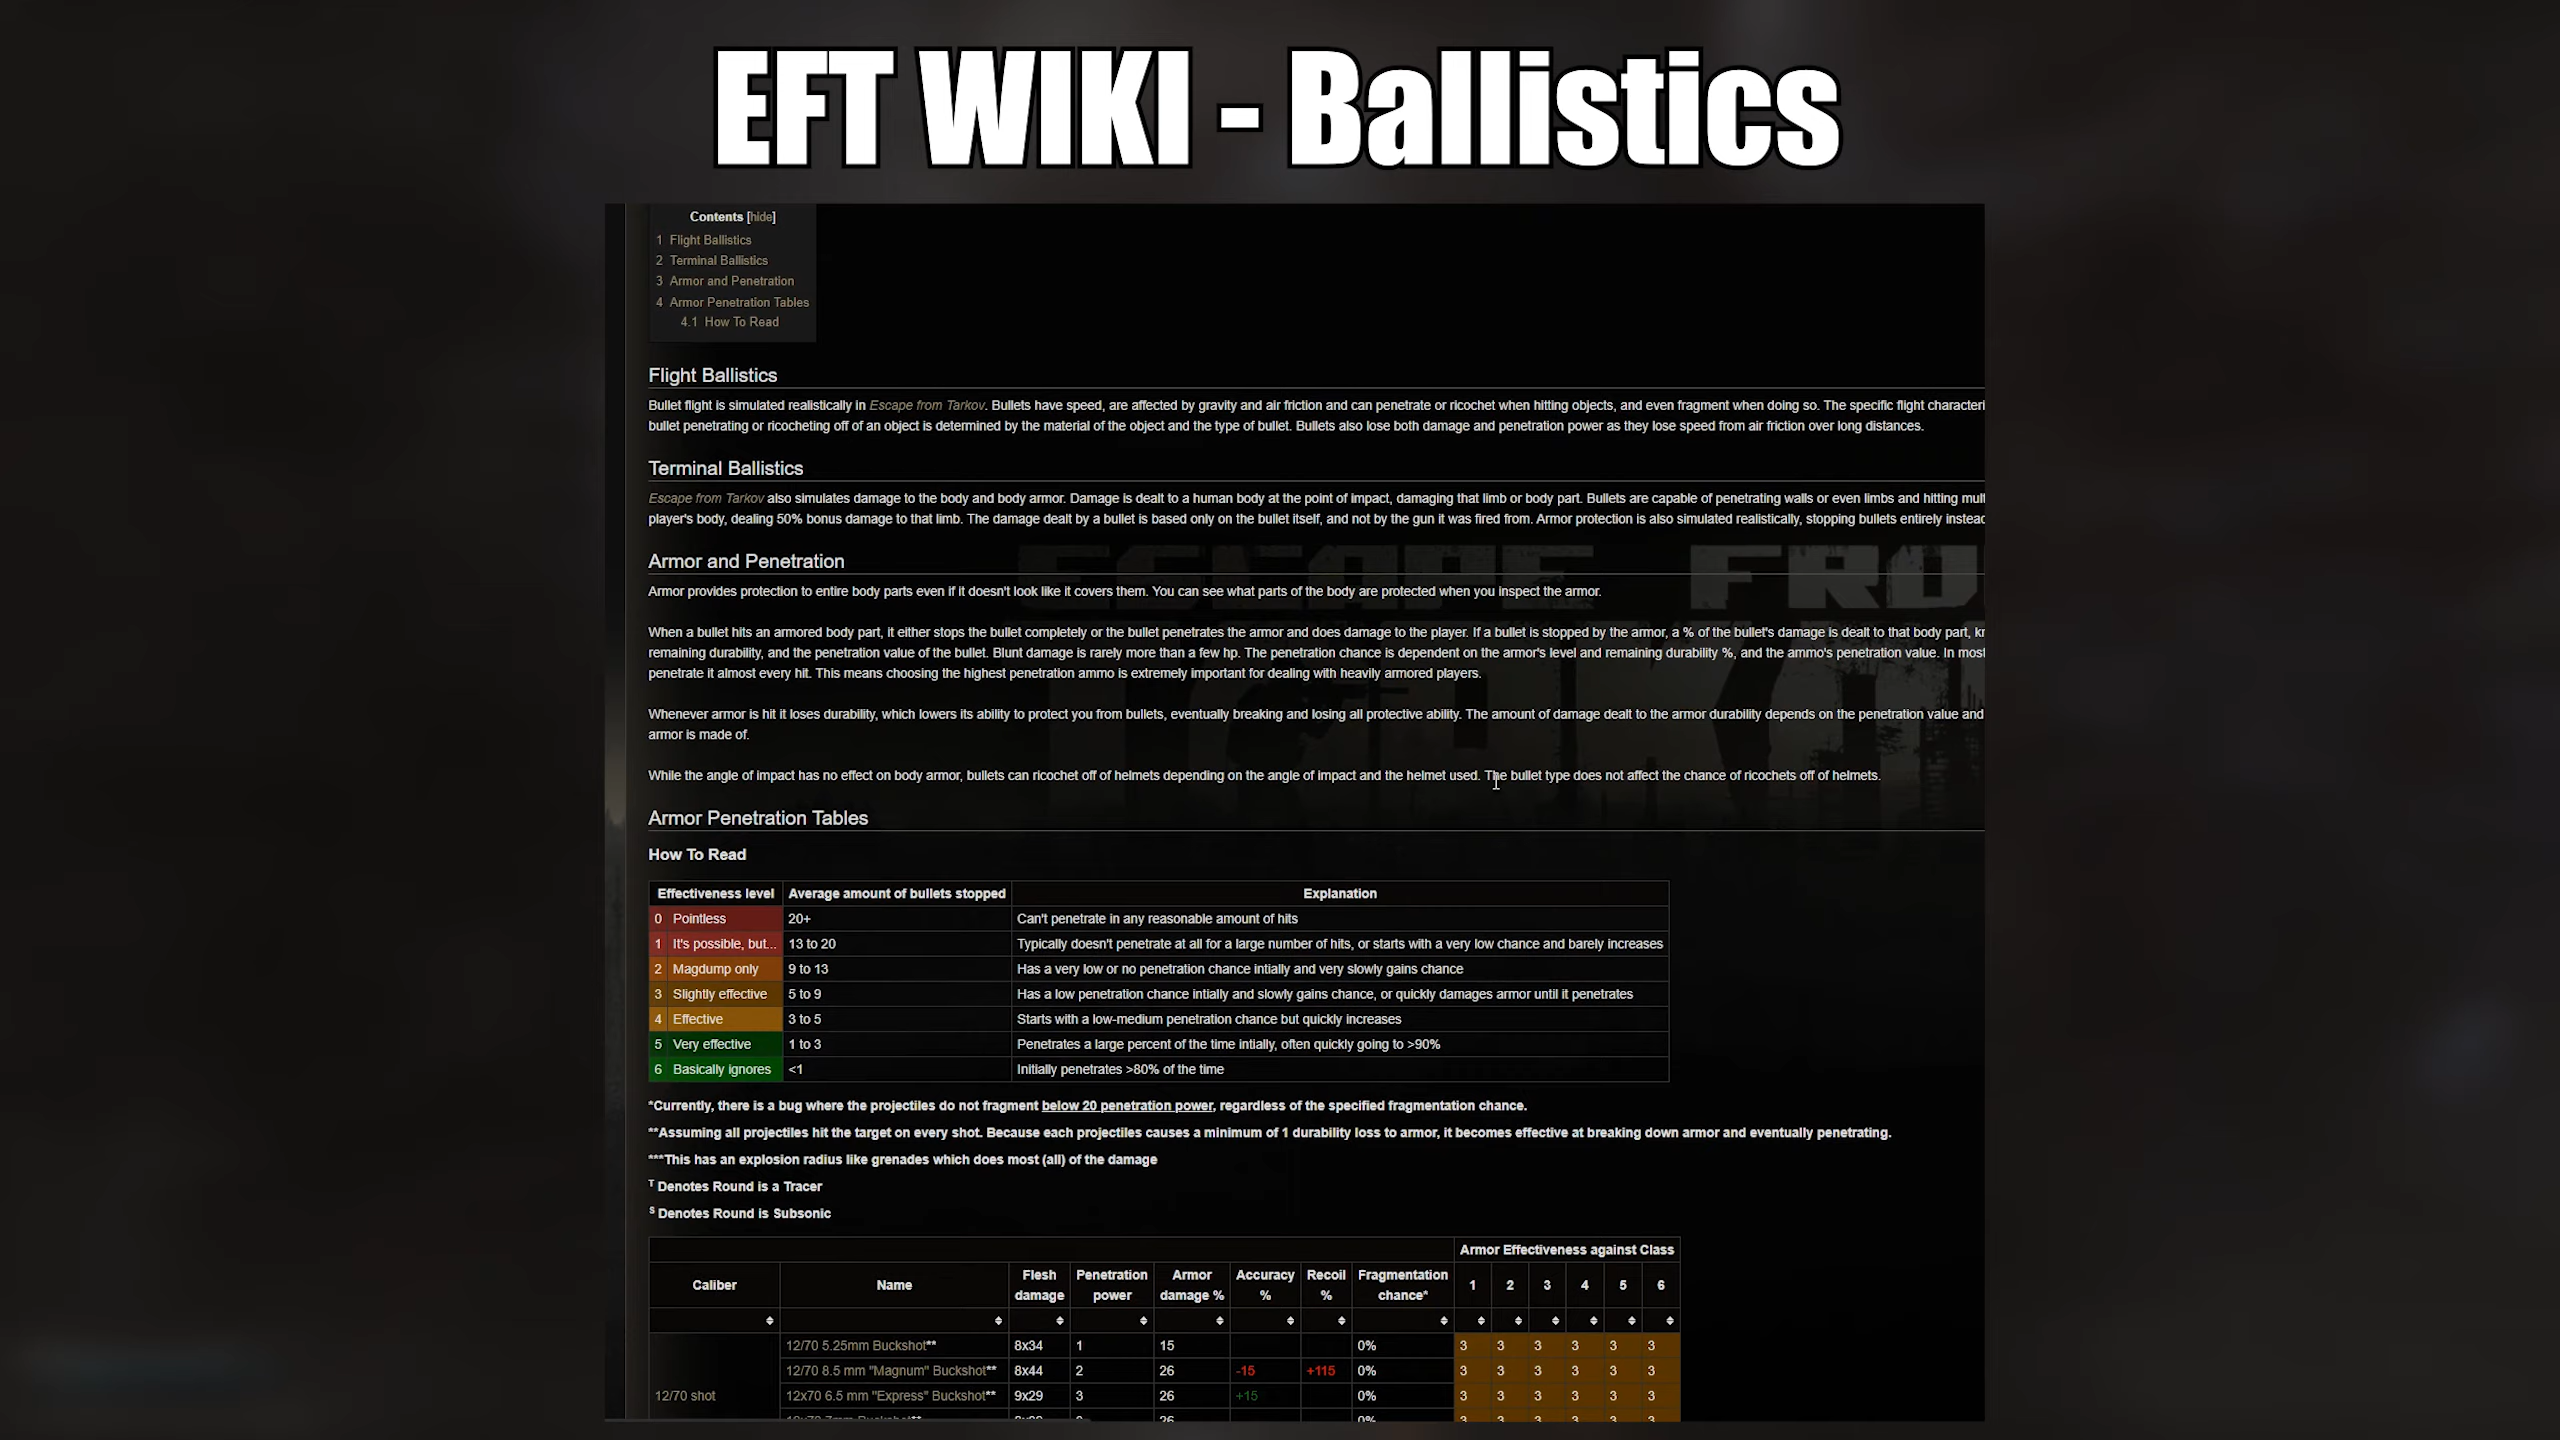 EFT WIKI - Ballistics
Contents [hide]
1 Flight Ballistics
2 Terminal Ballistics
3 Armor and Penetration
4 Armor Penetration Tables
4.1 How To Read
Flight Ballistics
Bullet flight is simulated realistically in Escape from Tarkov. Bullets have speed, are affected by gravity and air friction and can penetrate or ricochet when hitting objects, and even fragment when doing so. The specific flight characteri
bullet penetrating or ricocheting off of an object is determined by the material of the object and the type of bullet. Bullets also lose both damage and penetration power as they lose speed from air friction over long distances.
Terminal Ballistics
Escape from Tarkov also simulates damage to the body and body armor. Damage is dealt to a human body at the point of impact, damaging that limb or body part. Bullets are capable of penetrating walls or even limbs and hitting mult
player's body, dealing 50% bonus damage to that limb. The damage dealt by a bullet is based only on the bullet itself, and not by the gun it was fired from. Armor protection is also simulated realistically, stopping bullets entirely instead
Armor and Penetration
ESCAPE FRO
Armor provides protection to entire body parts even if it doesn't look like it covers them. You can see what parts of the body are protected when you inspect the armor.
When a bullet hits an armored body part, it either stops the bullet completely or the bullet penetrates the armor and does damage to the player. If a bullet is stopped by the armor, a % of the bullet's damage is dealt to that body part, kn
remaining durability, and the penetration value of the bullet. Blunt damage is rarely more than a few hp. The penetration chance is dependent on the armor's level and remaining durability %, and the ammo's penetration value. In most
penetrate it almost every hit. This means choosing the highest penetration ammo is extremely important for dealing with heavily armored players.
Whenever armor is hit it loses durability, which lowers its ability to protect you from bullets, eventually breaking and losing all protective ability. The amount of damage dealt to the armor durability depends on the penetration value and
armor is made of.
While the angle of impact has no effect on body armor, bullets can ricochet off of helmets depending on the angle of impact and the helmet used. The bullet type does not affect the chance of ricochets off of helmets.
Armor Penetration Tables
How To Read
Effectiveness level Average amount of bullets stopped Explanation
0 Pointless 20+ Can't penetrate in any reasonable amount of hits
1 It's possible, but... 13 to 20 Typically doesn't penetrate at all for a large number of hits, or starts with a very low chance and barely increases
2 Magdump only 9 to 13 Has a very low or no penetration chance intially and very slowly gains chance
3 Slightly effective 5 to 9 Has a low penetration chance intially and slowly gains chance, or quickly damages armor until it penetrates
4 Effective 3 to 5 Starts with a low-medium penetration chance but quickly increases
5 Very effective 1 to 3 Penetrates a large percent of the time intially, often quickly going to >90%
6 Basically ignores <1 Initially penetrates >80% of the time
*Currently, there is a bug where the projectiles do not fragment below 20 penetration power, regardless of the specified fragmentation chance.
**Assuming all projectiles hit the target on every shot. Because each projectiles causes a minimum of 1 durability loss to armor, it becomes effective at breaking down armor and eventually penetrating.
***This has an explosion radius like grenades which does most (all) of the damage
T Denotes Round is a Tracer
S Denotes Round is Subsonic
Armor Effectiveness against Class
Caliber Name Flesh damage Penetration power Armor damage % Accuracy % Recoil % Fragmentation chance* 1 2 3 4 5 6
12/70 5.25mm Buckshot** 8x34 1 15 0% 3 3 3 3 3 3
12/70 8.5 mm "Magnum" Buckshot** 8x44 2 26 -15 +115 0% 3 3 3 3 3 3
12/70 shot 12x70 6.5 mm "Express" Buckshot** 9x29 3 26 +15 0% 3 3 3 3 3 3